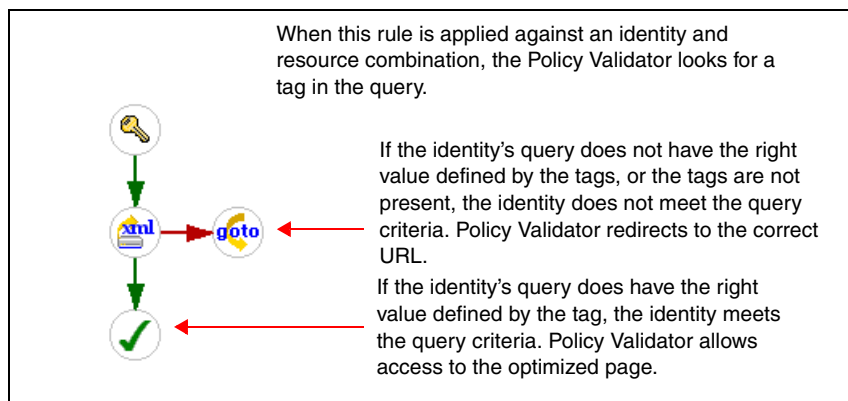 When this rule is applied against an identity and
resource combination, the Policy Validator looks for a
tag in the query.
If the identity's query does not have the right
value defined by the tags, or the tags are not
present, the identity does not meet the query
criteria. Policy Validator redirects to the correct
URL.
xml
goto
If the identity's query does have the right
value defined by the tag, the identity meets
the query criteria. Policy Validator allows
access to the optimized page.